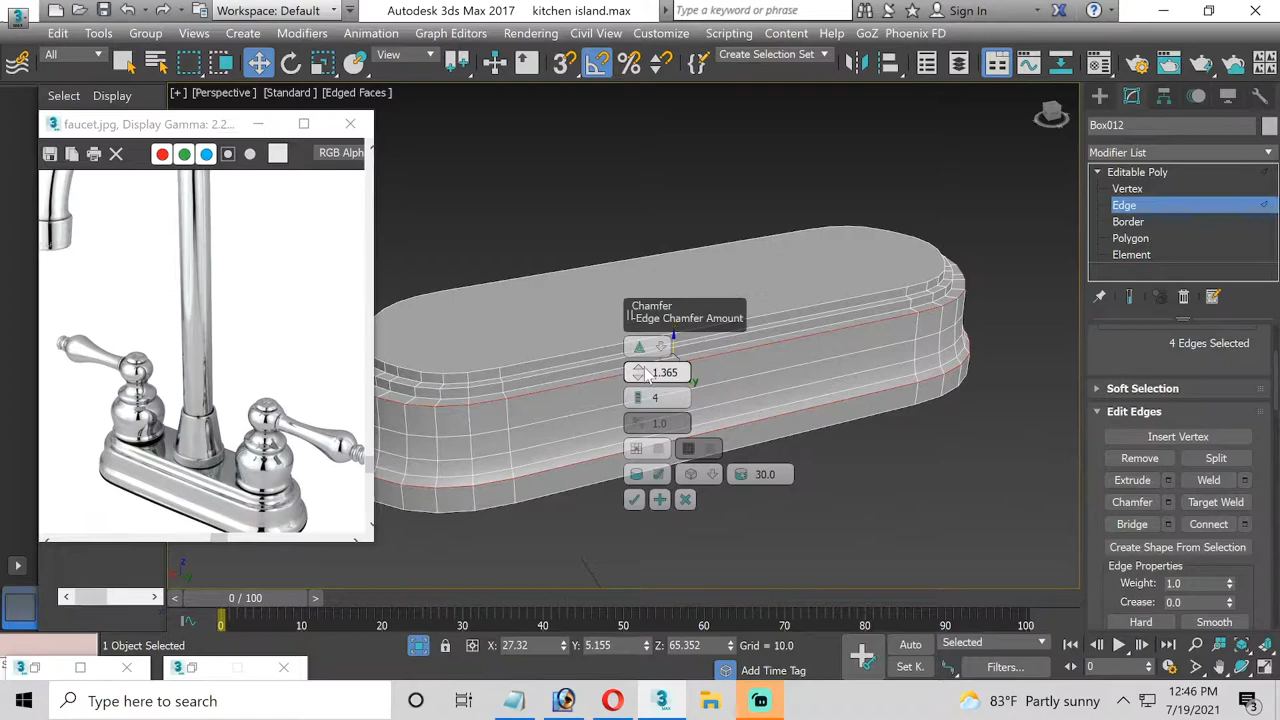 Workspace: Default
Autodesk 3ds Max 2017
kitchen island.max
Type a keyword or phrase
Sign In
Edit
Tools
Group
Views
Create
Modifiers
Animation
Graph Editors
Rendering
Civil View
Customize
Scripting
Content
Help
GoZ
Phoenix FD
All
View
Create Selection Set
Select
Display
[+] [Perspective] [Standard] [Edged Faces]
faucet.jpg, Display Gamma: 2.2...
RGB Alph
Chamfer
-Edge Chamfer Amount
1.365
4
1.0
30.0
y
Box012
Modifier List
Editable Poly
Vertex
Edge
Border
Polygon
Element
4 Edges Selected
Soft Selection
Edit Edges
Insert Vertex
Remove
Split
Extrude
Weld
Chamfer
Target Weld
Bridge
Connect
Create Shape From Selection
Edge Properties
Weight: 1.0
Crease: 0.0
Hard
Smooth
z
0 / 100
0
10
20
30
40
50
60
70
80
90
100
1 Object Selected
X: 27.32
Y: 5.155
Z: 65.352
Grid = 10.0
Add Time Tag
Auto
Selected
Set K.
Filters...
0
Type here to search
83°F Partly sunny
12:46 PM
7/19/2021
3